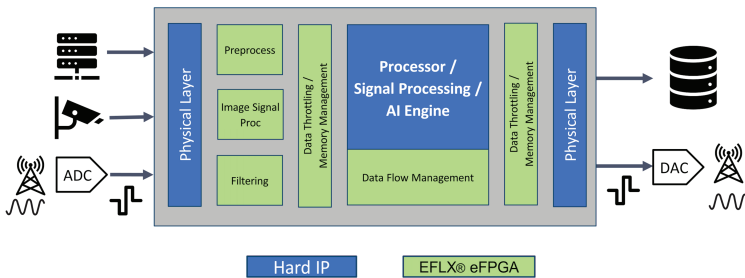 Physical Layer
Preprocess
Image Signal
Proc
Filtering
Data Throttling /
Memory Management
Processor /
Signal Processing /
AI Engine
Data Flow Management
Data Throttling /
Memory Management
Physical Layer
ADC
DAC
Hard IP
EFLX® eFPGA